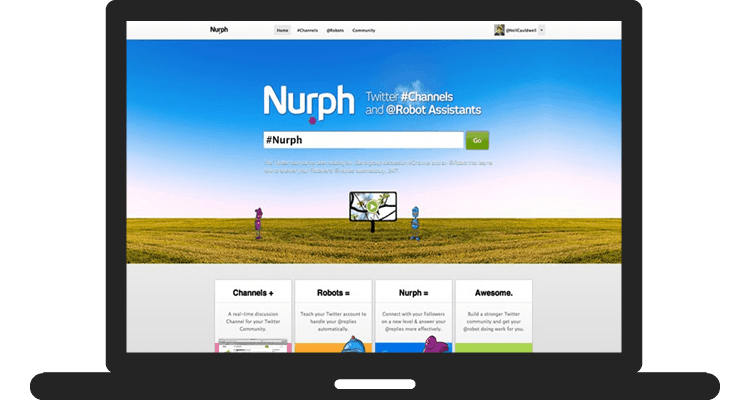 Nurph
Home #Channels @Robots Community
@NeilCauldwell
Nurph
Twitter #Channels
and @Robot Assistants
#Nurph
Go
Channels +
A real-time discussion
Channel for your Twitter
Community.
Robots =
Teach your Twitter account to
handle your @replies
automatically.
Nurph =
Connect with your Followers
on a new level & answer your
@replies more effectively.
Awesome.
Build a stronger Twitter
community and get your
@robot doing work for you.